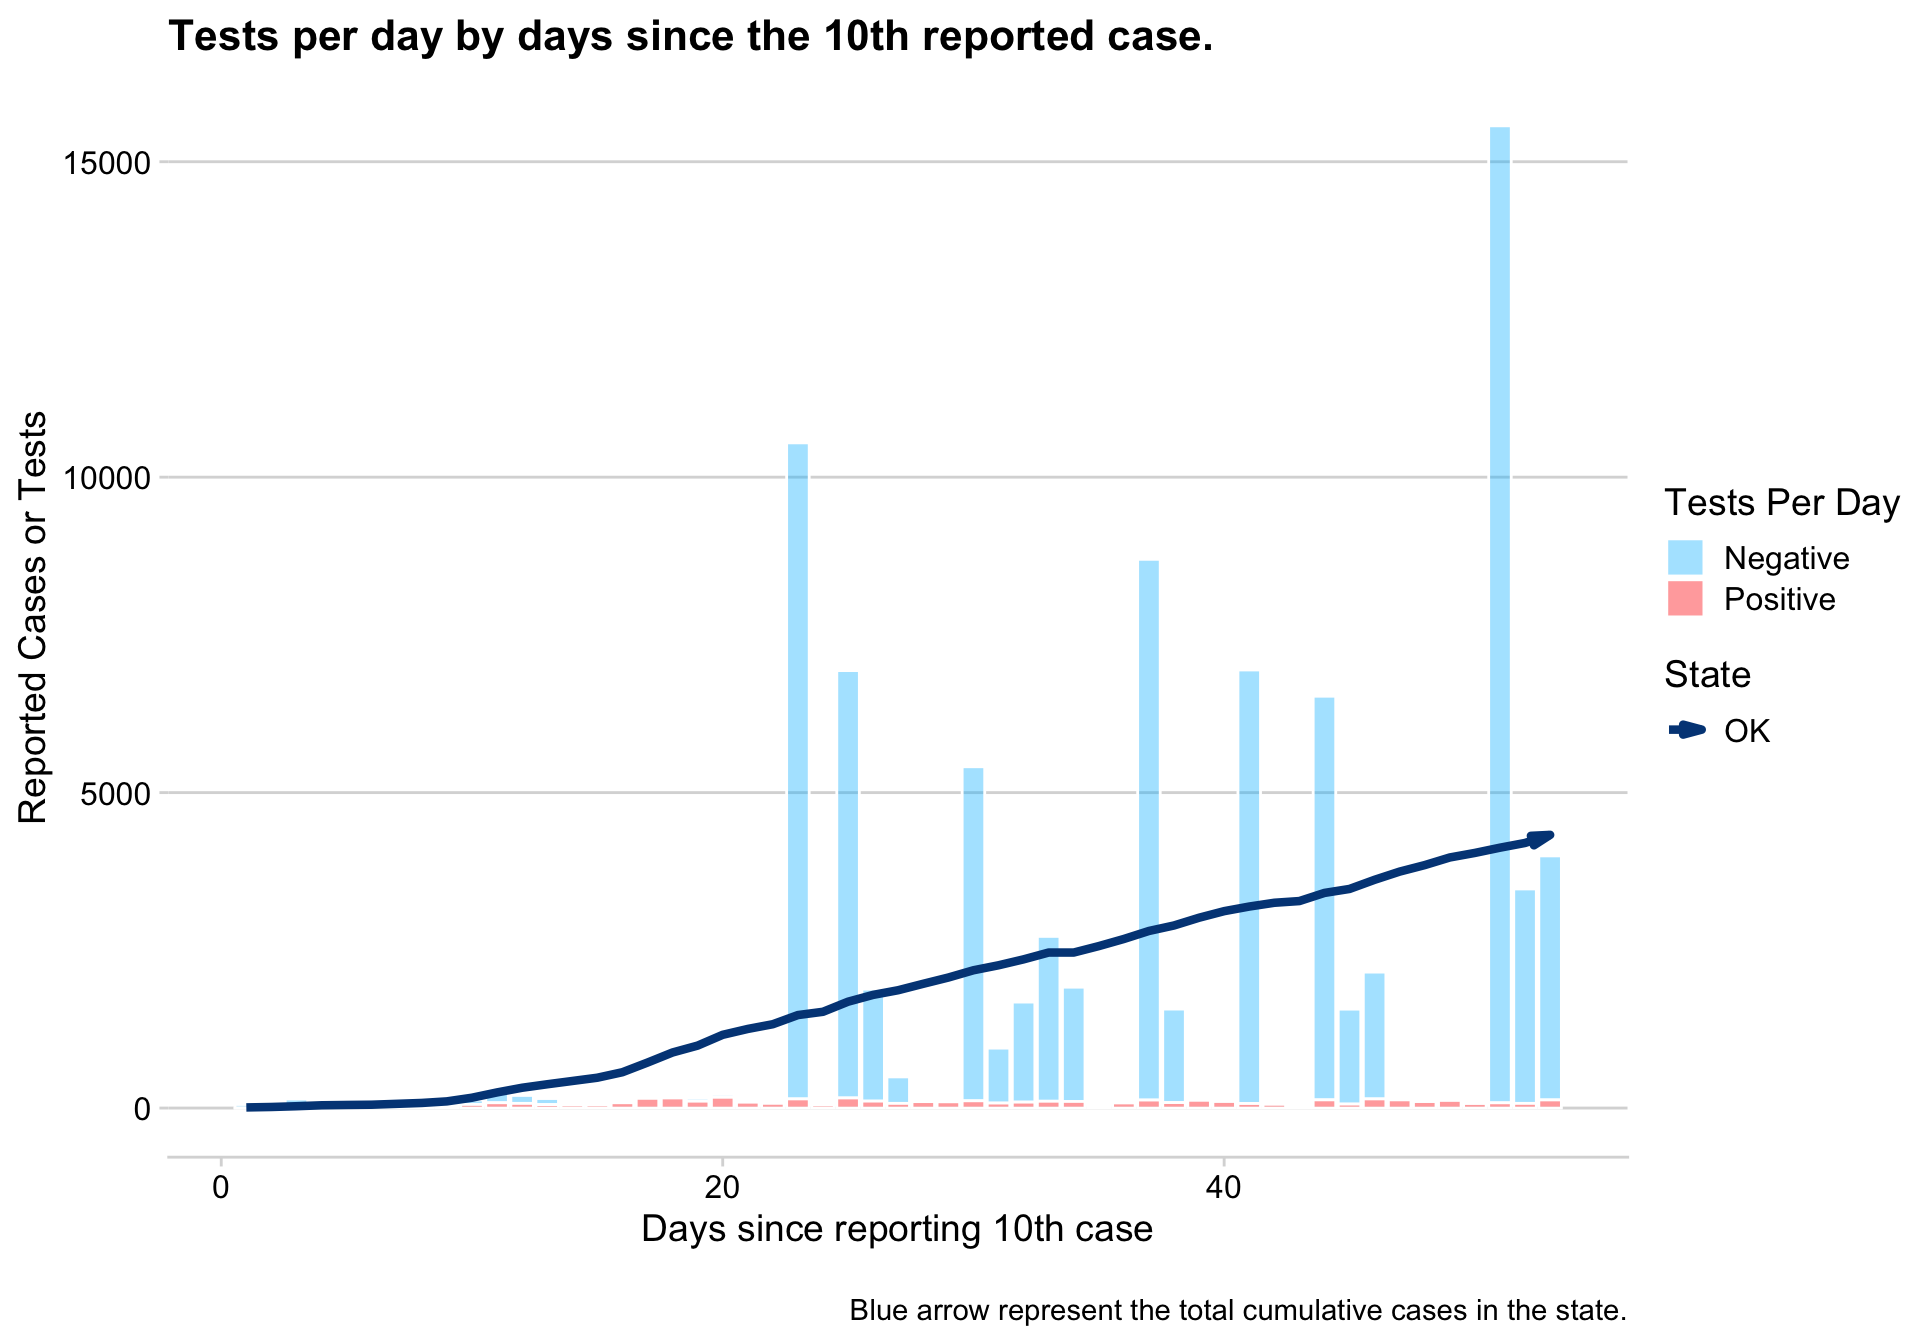 Tests per day by days since the 10th reported case.
15000
10000
5000
0
Reported Cases or Tests
0 20 40
Days since reporting 10th case
Tests Per Day
Negative
Positive
State
OK
Blue arrow represent the total cumulative cases in the state.